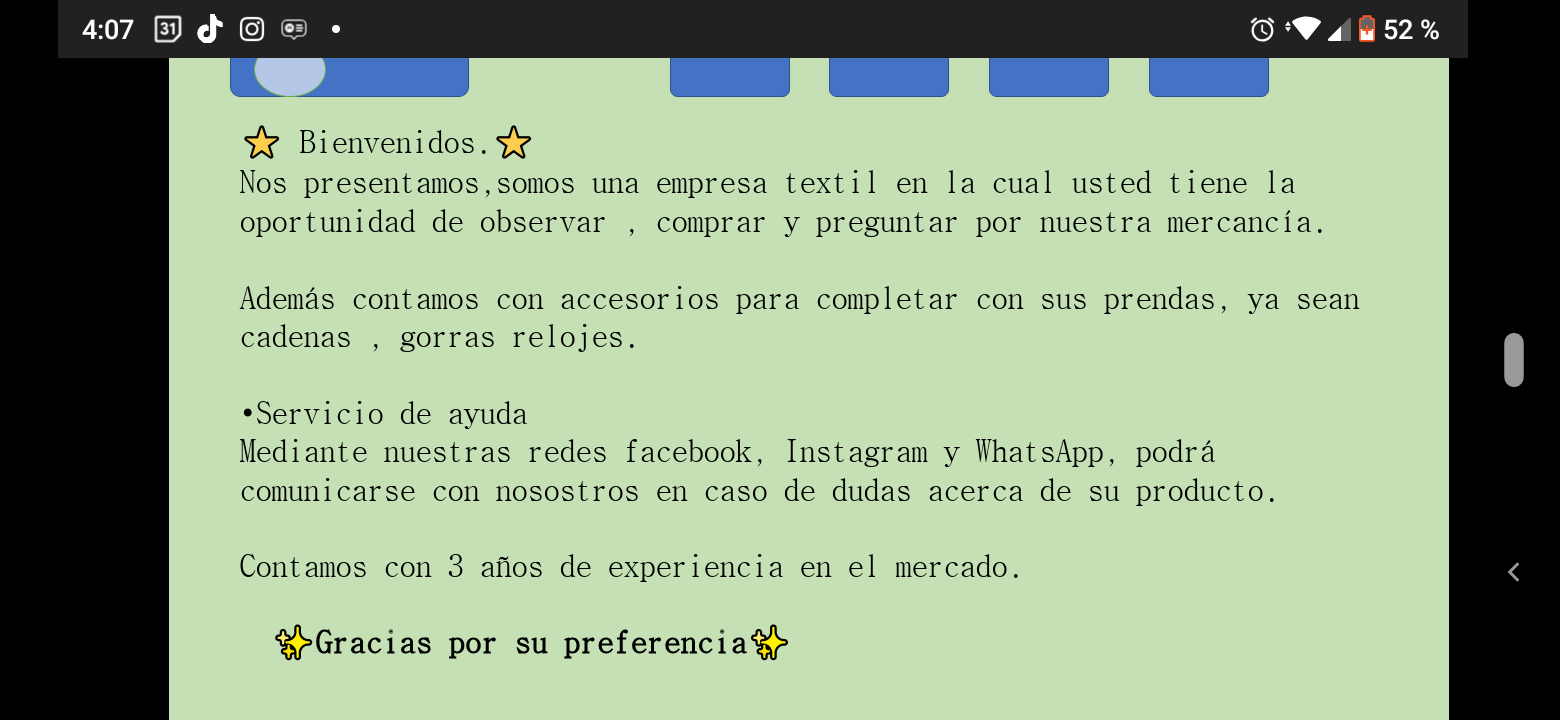 4:07 31 52 %
⭐ Bienvenidos.⭐
Nos presentamos,somos una empresa textil en la cual usted tiene la
oportunidad de observar , comprar y preguntar por nuestra mercancía.
Además contamos con accesorios para completar con sus prendas, ya sean
cadenas , gorras relojes.
•Servicio de ayuda
Mediante nuestras redes facebook, Instagram y WhatsApp, podrá
comunicarse con nosostros en caso de dudas acerca de su producto.
Contamos con 3 años de experiencia en el mercado.
✨Gracias por su preferencia✨